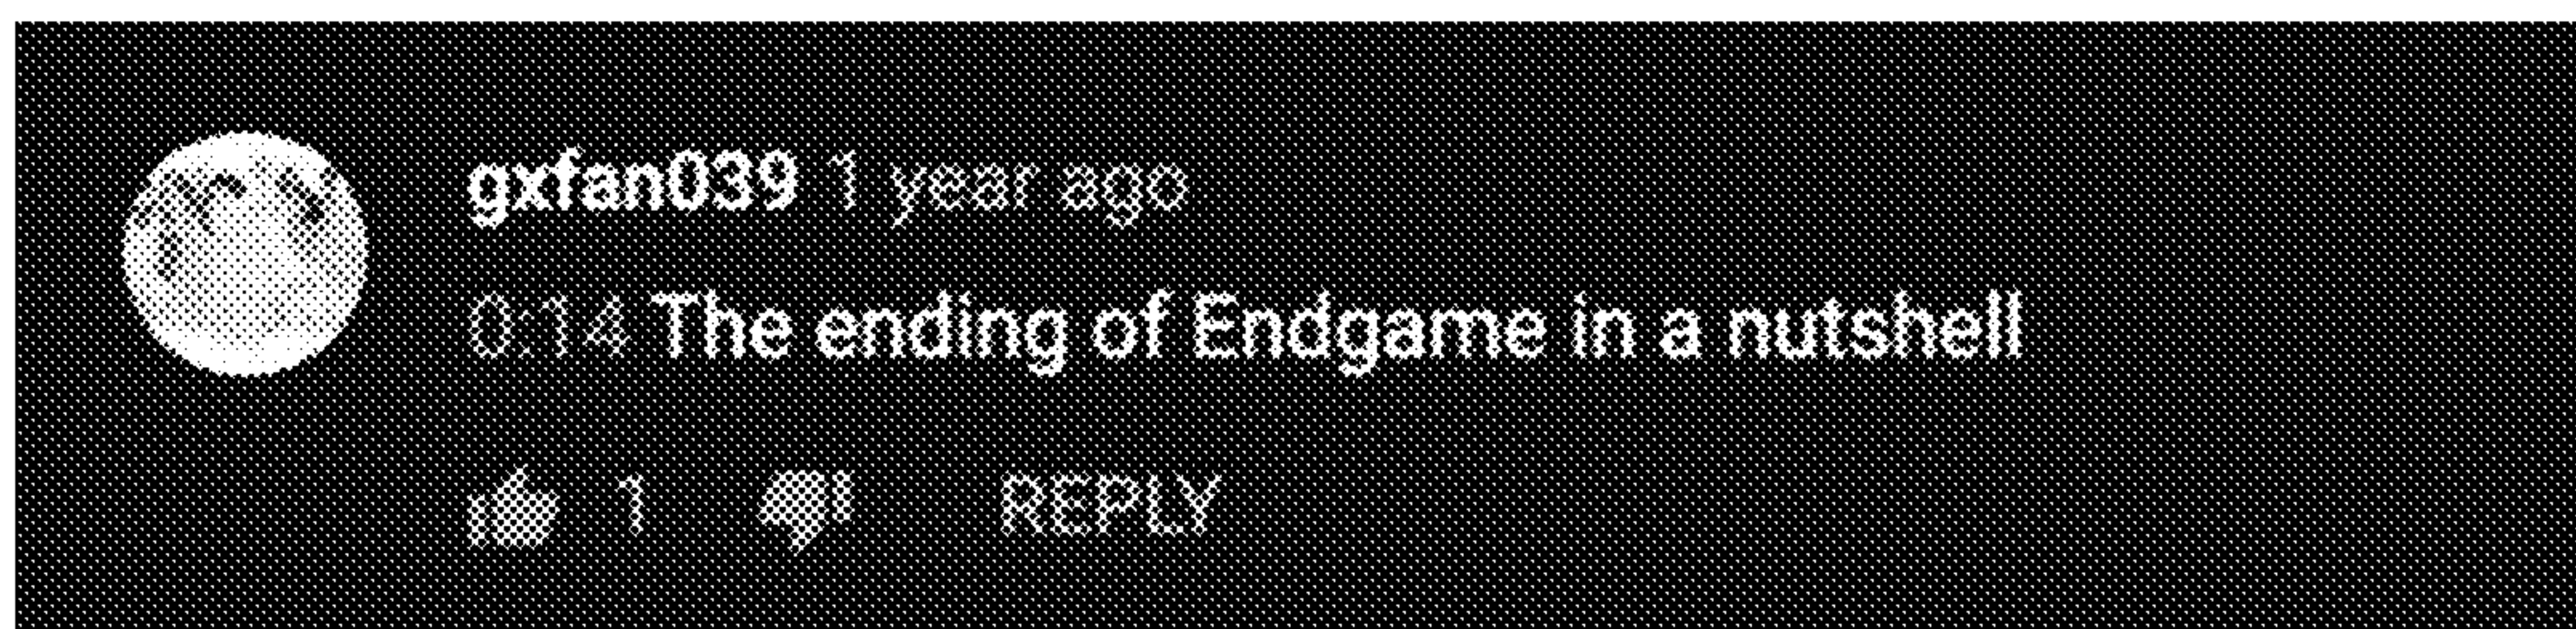 gxfan039 1 year ago
0:14 The ending of Endgame in a nutshell
1 REPLY